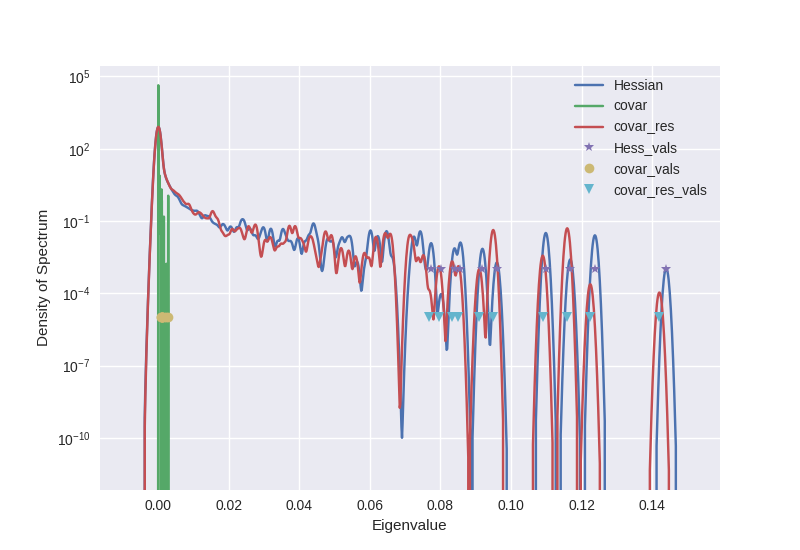 10^5
10^2
10^−1
10^−4
10^−7
10^−10
Density of Spectrum
Hessian
covar
covar_res
Hess_vals
covar_vals
covar_res_vals
0.00 0.02 0.04 0.06 0.08 0.10 0.12 0.14
Eigenvalue